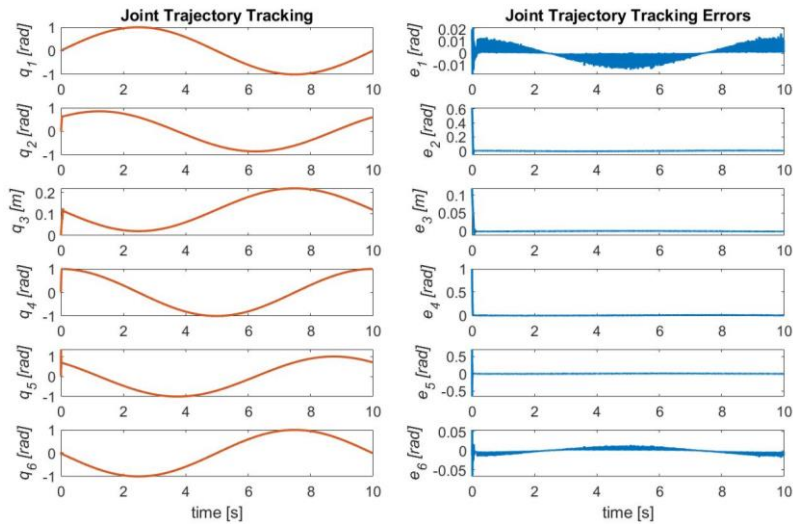 Joint Trajectory Tracking
q1 [rad]
1
0
-1
0 2 4 6 8 10
q2 [rad]
1
0
-1
0 2 4 6 8 10
q3 [m]
0.2
0.1
0
0 2 4 6 8 10
q4 [rad]
1
0
-1
0 2 4 6 8 10
q5 [rad]
1
0
-1
0 2 4 6 8 10
q6 [rad]
1
0
-1
0 2 4 6 8 10
time [s]
Joint Trajectory Tracking Errors
e1 [rad]
0.02
0.01
0
-0.01
0 2 4 6 8 10
e2 [rad]
0.6
0.4
0.2
0
0 2 4 6 8 10
e3 [m]
0.1
0.05
0
0 2 4 6 8 10
e4 [rad]
1
0.5
0
0 2 4 6 8 10
e5 [rad]
0.5
0
-0.5
0 2 4 6 8 10
e6 [rad]
0.05
0
-0.05
0 2 4 6 8 10
time [s]